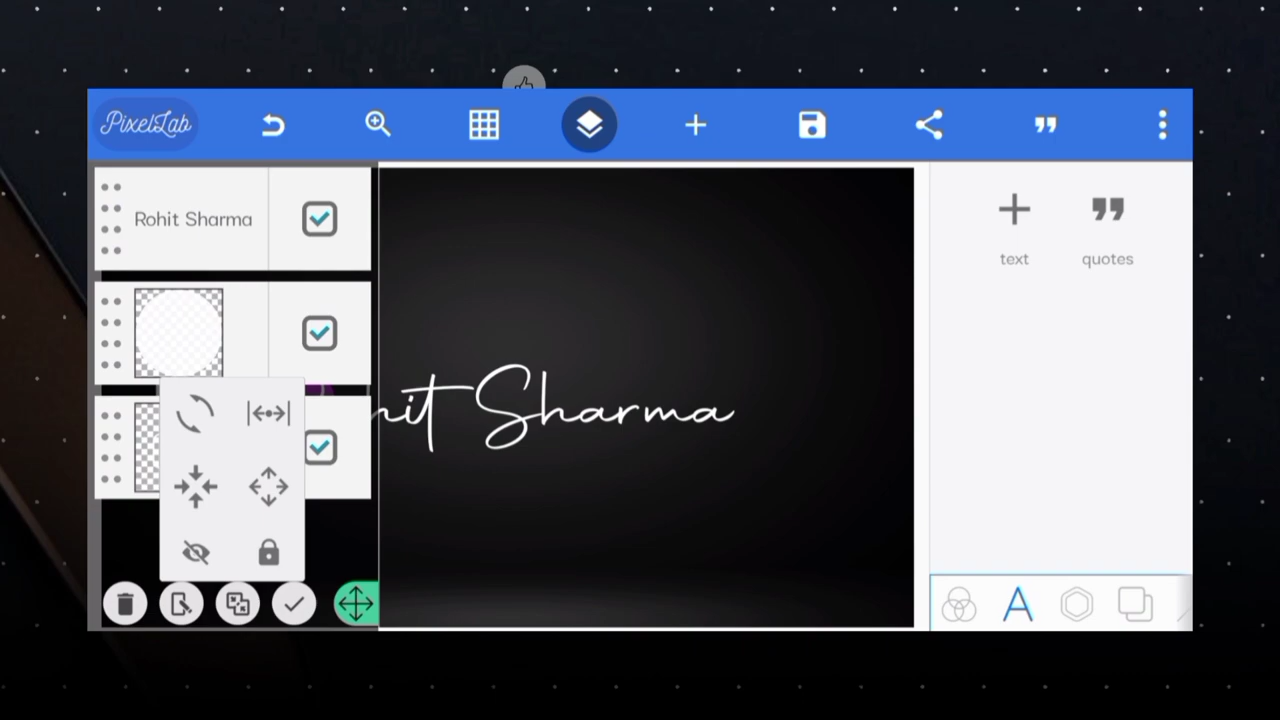 PixelLab
Rohit Sharma
text
quotes
hit Sharma